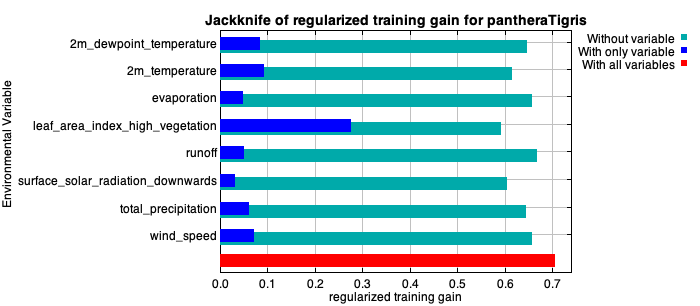 Jackknife of regularized training gain for pantheraTigris
Without variable
With only variable
With all variables
Environmental Variable
2m_dewpoint_temperature
2m_temperature
evaporation
leaf_area_index_high_vegetation
runoff
surface_solar_radiation_downwards
total_precipitation
wind_speed
0.0 0.1 0.2 0.3 0.4 0.5 0.6 0.7
regularized training gain